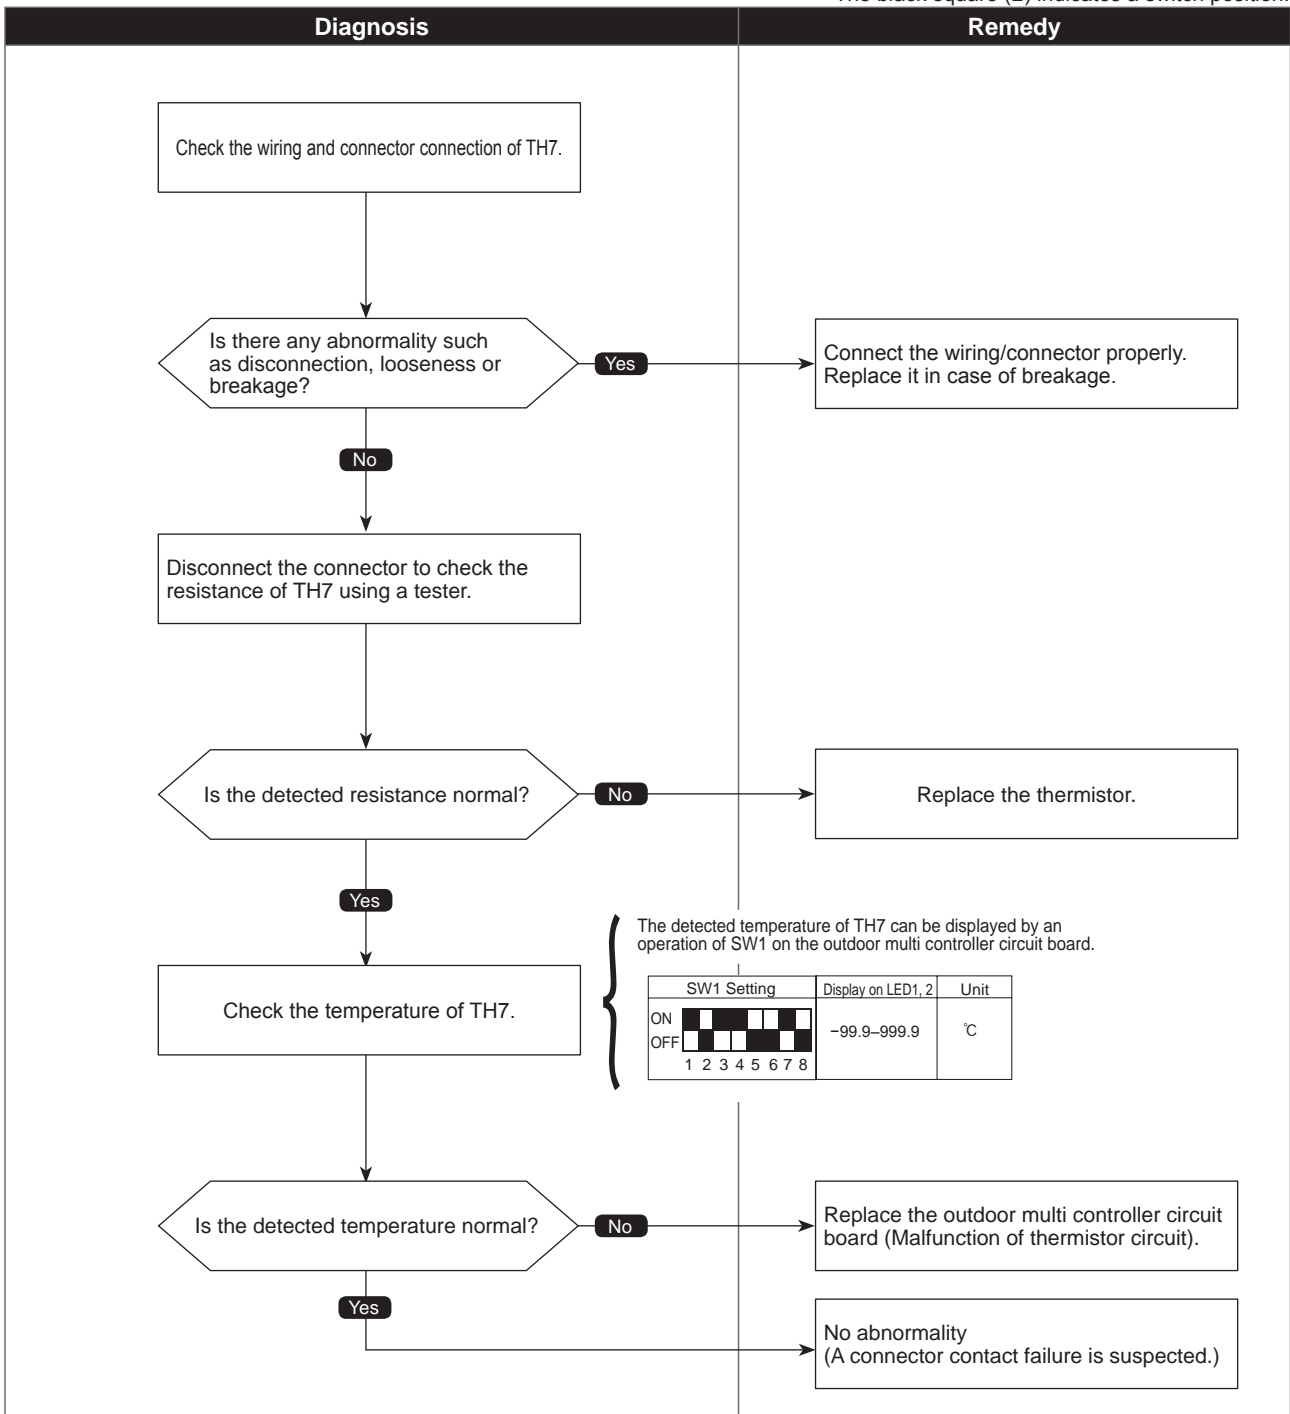 Diagnosis
Remedy
Check the wiring and connector connection of TH7.
Is there any abnormality such
as disconnection, looseness or
breakage?
Yes
Connect the wiring/connector properly.
Replace it in case of breakage.
No
Disconnect the connector to check the
resistance of TH7 using a tester.
Is the detected resistance normal?
No
Replace the thermistor.
Yes
The detected temperature of TH7 can be displayed by an
operation of SW1 on the outdoor multi controller circuit board.
Check the temperature of TH7.
SW1 Setting
Display on LED1, 2
Unit
ON
OFF
1 2 3 4 5 6 7 8
−99.9–999.9
℃
Is the detected temperature normal?
No
Replace the outdoor multi controller circuit
board (Malfunction of thermistor circuit).
Yes
No abnormality
(A connector contact failure is suspected.)